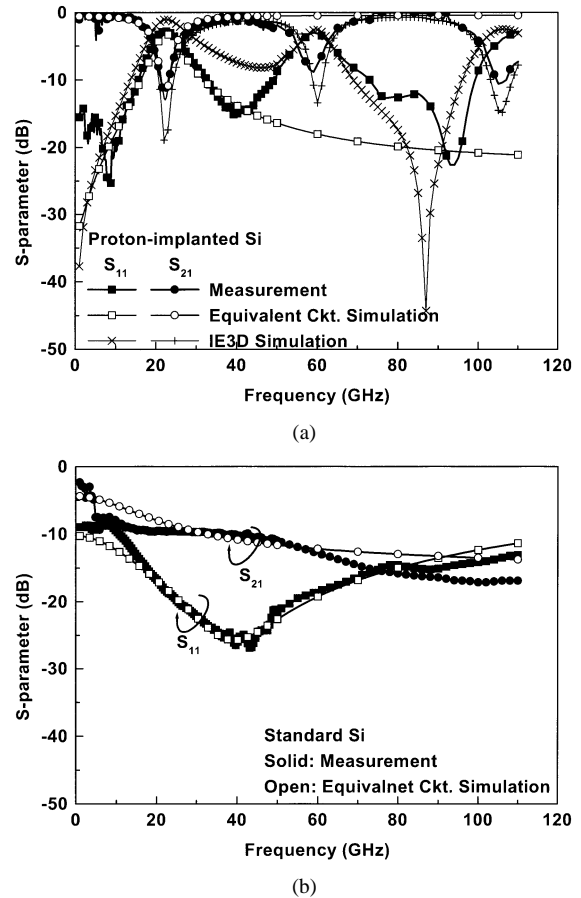 0
-10
-20
-30
-40
-50
S-parameter (dB)
Proton-implanted Si
S11 S21
Measurement
Equivalent Ckt. Simulation
IE3D Simulation
0 20 40 60 80 100 120
Frequency (GHz)
(a)
0
-10
-20
-30
-40
-50
S-parameter (dB)
S21
S11
Standard Si
Solid: Measurement
Open: Equivalnet Ckt. Simulation
0 20 40 60 80 100 120
Frequency (GHz)
(b)